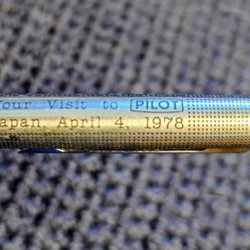 our Visit to PILOT
apan, April 4, 1978